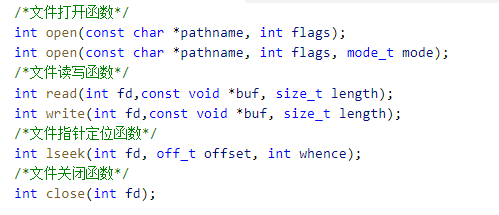 /*文件打开函数*/
int open(const char *pathname, int flags);
int open(const char *pathname, int flags, mode_t mode);
/*文件读写函数*/
int read(int fd,const void *buf, size_t length);
int write(int fd,const void *buf, size_t length);
/*文件指针定位函数*/
int lseek(int fd, off_t offset, int whence);
/*文件关闭函数*/
int close(int fd);